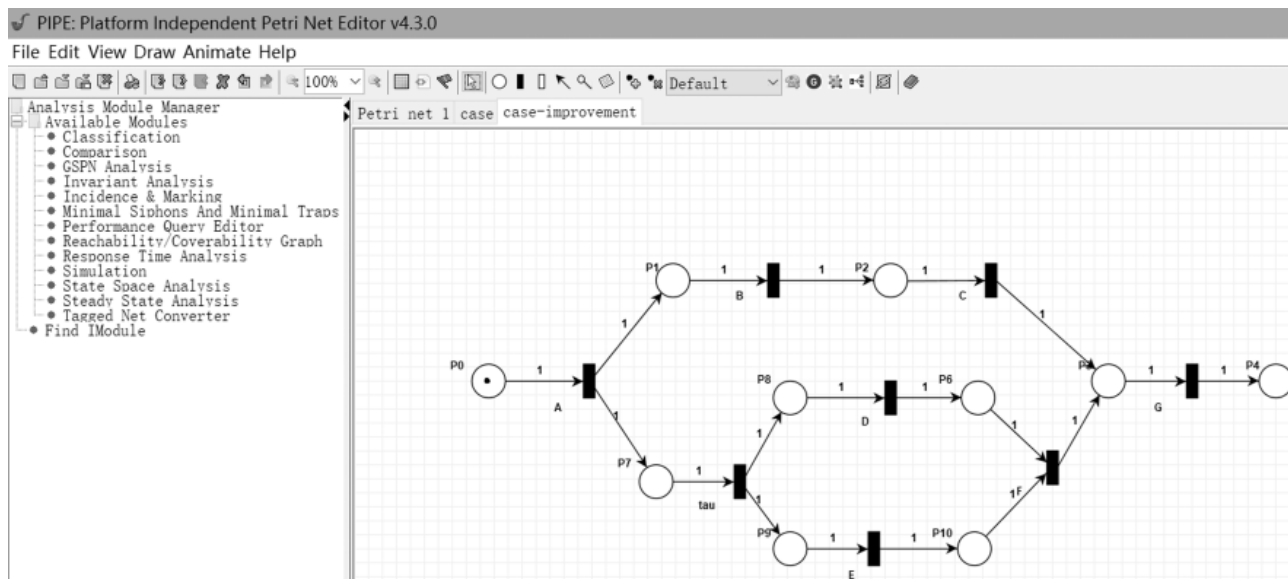 PIPE: Platform Independent Petri Net Editor v4.3.0
File Edit View Draw Animate Help
100% Default
Analysis Module Manager
Available Modules
Classification
Comparison
GSPN Analysis
Invariant Analysis
Incidence & Marking
Minimal Siphons And Minimal Traps
Performance Query Editor
Reachability/Coverability Graph
Response Time Analysis
Simulation
State Space Analysis
Steady State Analysis
Tagged Net Converter
Find IModule
Petri net 1 case case-improvement
P1 1 1 P2 1
B C
1 1
P0 1 P8 1 1 P6 1 1 P4
A D G
1 1 1 1
P7 1
tau 1 1F
P9 1 1 P10
E